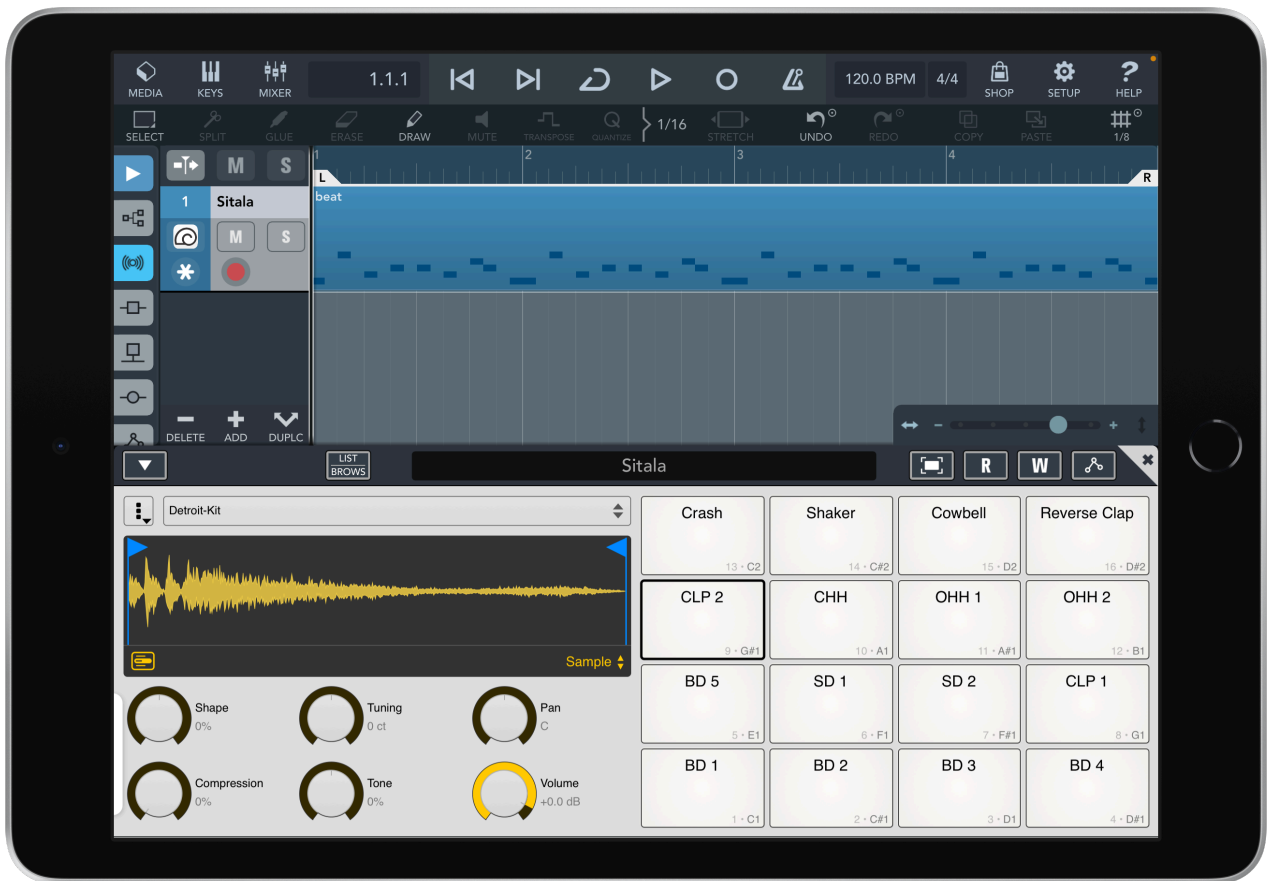 1.1.1
120.0 BPM
4/4
MEDIA
KEYS
MIXER
SHOP
SETUP
?
HELP
SELECT
SPLIT
GLUE
ERASE
DRAW
MUTE
TRANSPOSE
Q
QUANTIZE
1/16
STRETCH
UNDO
REDO
COPY
PASTE
1/8
M
S
1
2
3
4
L
R
1
Sitala
beat
M
S
DELETE
ADD
DUPLC
LIST
BROWS
Sitala
R
W
Detroit-Kit
Sample
Shape
0%
Tuning
0 ct
Pan
C
Compression
0%
Tone
0%
Volume
+0.0 dB
Crash
13 · C2
Shaker
14 · C#2
Cowbell
15 · D2
Reverse Clap
16 · D#2
CLP 2
9 · G#1
CHH
10 · A1
OHH 1
11 · A#1
OHH 2
12 · B1
BD 5
5 · E1
SD 1
6 · F1
SD 2
7 · F#1
CLP 1
8 · G1
BD 1
1 · C1
BD 2
2 · C#1
BD 3
3 · D1
BD 4
4 · D#1